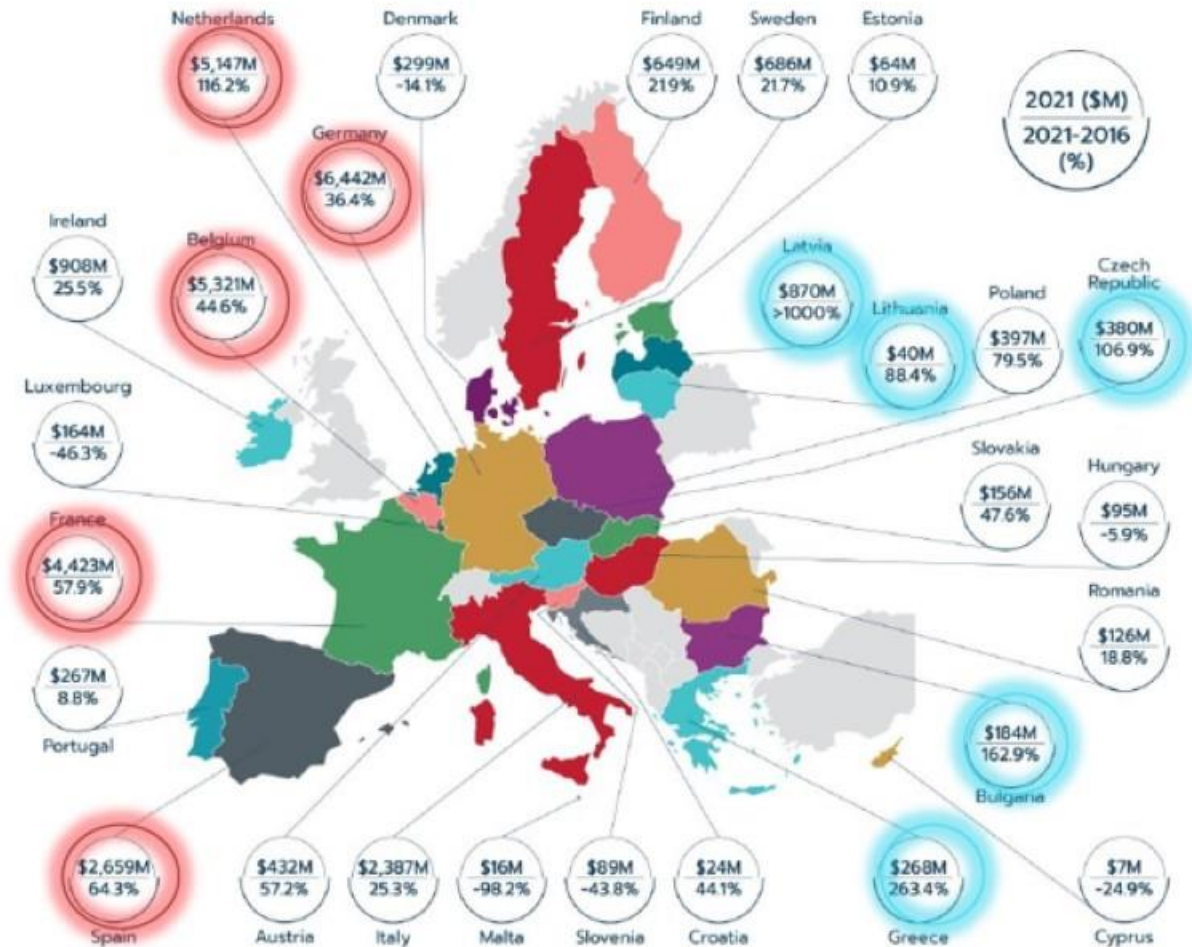 Netherlands
$5,147M
116.2%
Denmark
$299M
-14.1%
Finland
$649M
21.9%
Sweden
$686M
21.7%
Estonia
$64M
10.9%
2021 ($M)
2021-2016
(%)
Germany
$6,442M
36.4%
Ireland
$908M
25.5%
Belgium
$5,321M
44.6%
Latvia
$870M
>1000%
Lithuania
$40M
88.4%
Poland
$397M
79.5%
Czech
Republic
$380M
106.9%
Luxembourg
$164M
-46.3%
Slovakia
$156M
47.6%
Hungary
$95M
-5.9%
France
$4,423M
57.9%
Romania
$126M
18.8%
$267M
8.8%
Portugal
$184M
162.9%
Bulgaria
$2,659M
64.3%
Spain
$432M
57.2%
Austria
$2,387M
25.3%
Italy
$16M
-98.2%
Malta
$89M
-43.8%
Slovenia
$24M
44.1%
Croatia
$268M
263.4%
Greece
$7M
-24.9%
Cyprus